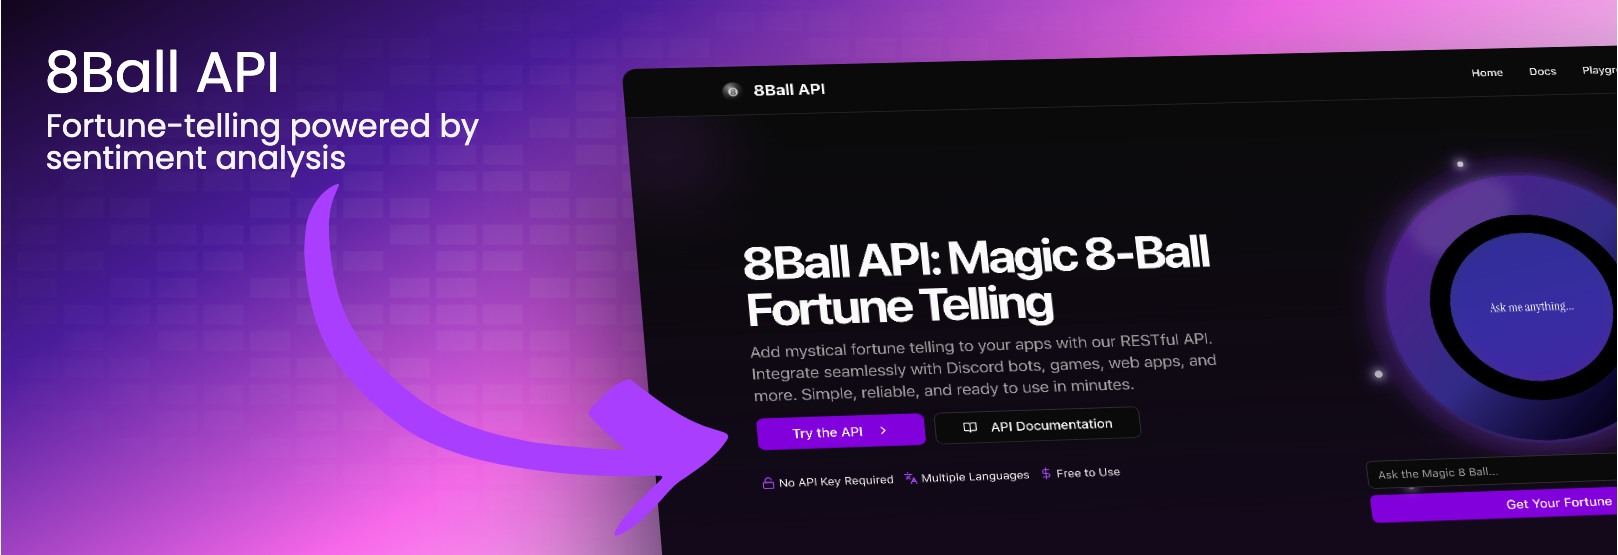 8Ball API
Fortune-telling powered by
sentiment analysis
8Ball API
Home
Docs
8Ball API: Magic 8-Ball
Fortune Telling
Add mystical fortune telling to your apps with our RESTful API.
Integrate seamlessly with Discord bots, games, web apps, and
more. Simple, reliable, and ready to use in minutes.
Try the API
API Documentation
No API Key Required
Multiple Languages
Free to Use
Ask me anything...
Ask the Magic 8 Ball...
Get Your Fortune